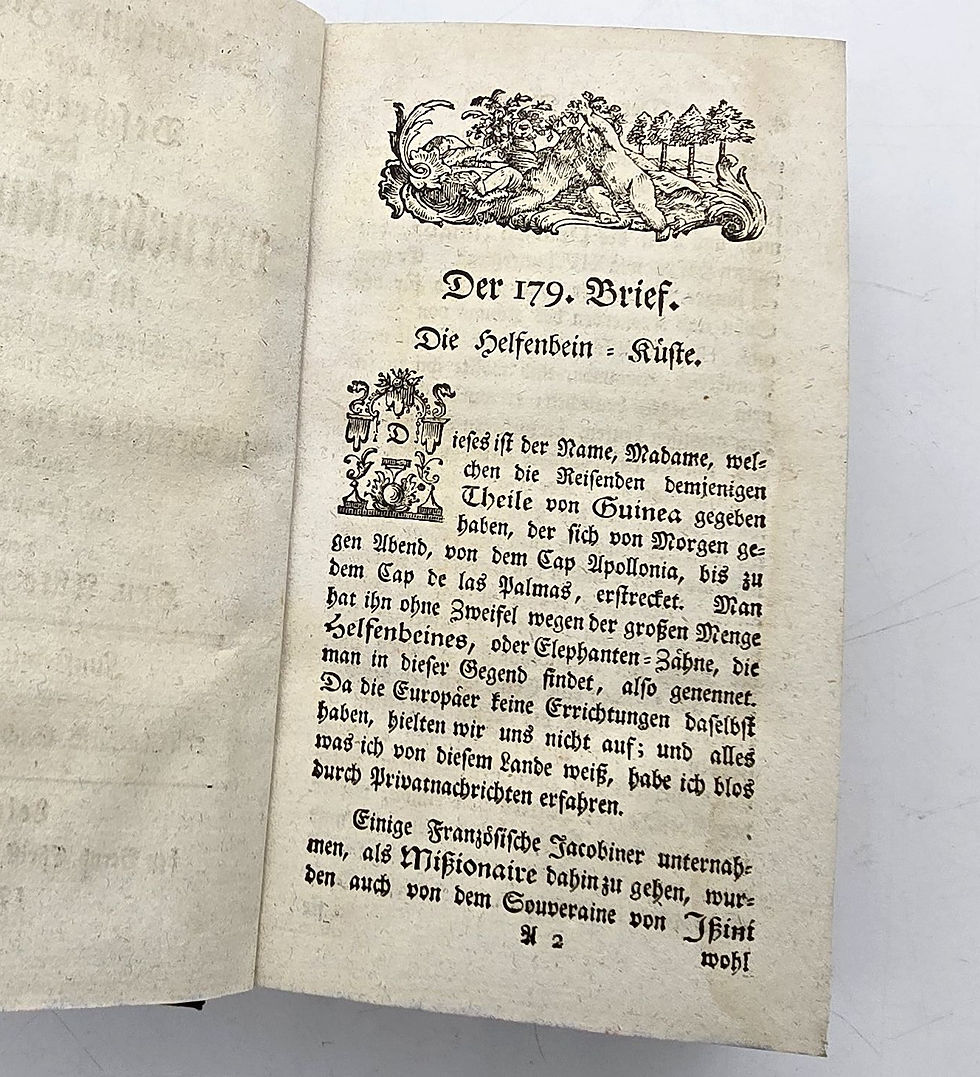 Der 179. Brief.
Die Helfenbein = Küste.
Dieses ist der Name, Madame, wel=
chen die Reisenden demjenigen
Theile von Guinea gegeben
haben, der sich von Morgen ge=
gen Abend, von dem Cap Apollonia, bis zu
dem Cap de las Palmas, erstrecket. Man
hat ihn ohne Zweifel wegen der großen Menge
Helfenbeines, oder Elephanten=Zähne, die
man in dieser Gegend findet, also genennet.
Da die Europäer keine Errichtungen daselbst
haben, hielten wir uns nicht auf; und alles
was ich von diesem Lande weiß, habe ich blos
durch Privatnachrichten erfahren.
Einige Französische Jacobiner unternah=
men, als Mißionaire dahin zu gehen, wur=
den auch von dem Souveraine von Ißini
A 2
wohl